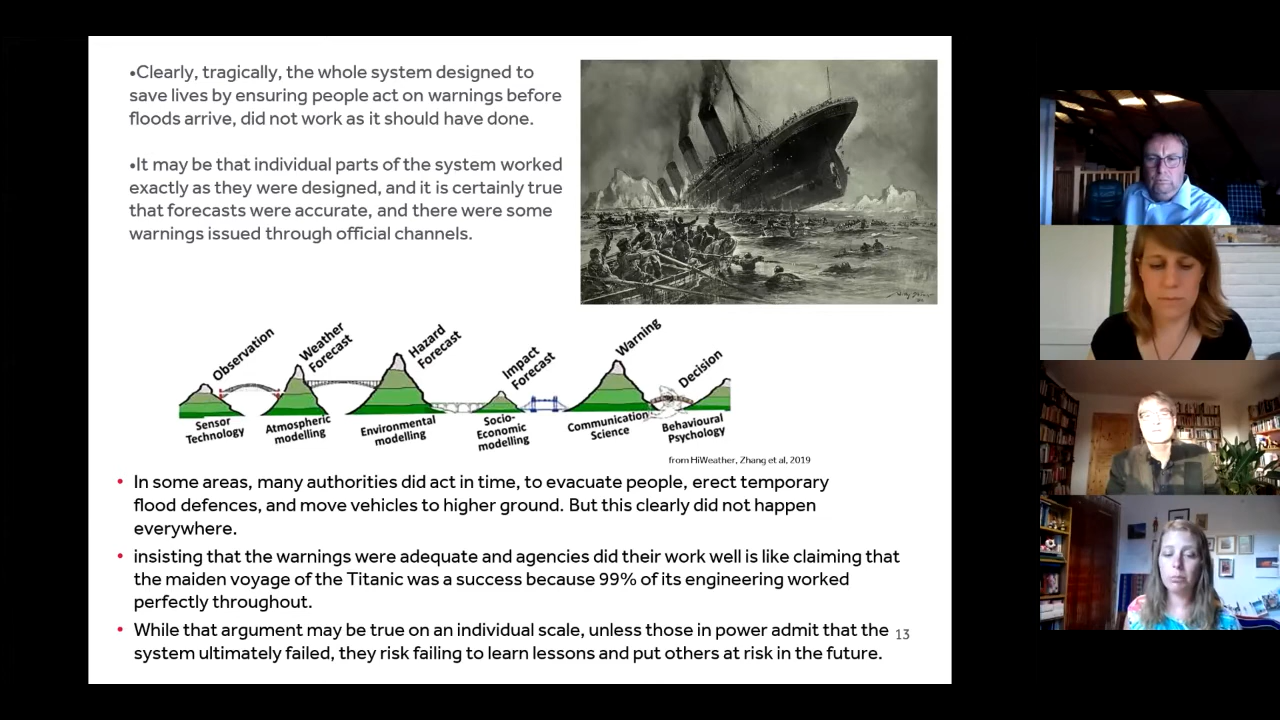 •Clearly, tragically, the whole system designed to
save lives by ensuring people act on warnings before
floods arrive, did not work as it should have done.
•It may be that individual parts of the system worked
exactly as they were designed, and it is certainly true
that forecasts were accurate, and there were some
warnings issued through official channels.
Observation
Weather
Forecast
Hazard
Forecast
Impact
Forecast
Warning
Decision
Sensor
Technology
Atmospheric
modelling
Environmental
modelling
Socio-
Economic
modelling
Communication
Science
Behavioural
Psychology
from HiWeather, Zhang et al, 2019
• In some areas, many authorities did act in time, to evacuate people, erect temporary
flood defences, and move vehicles to higher ground. But this clearly did not happen
everywhere.
• insisting that the warnings were adequate and agencies did their work well is like claiming that
the maiden voyage of the Titanic was a success because 99% of its engineering worked
perfectly throughout.
• While that argument may be true on an individual scale, unless those in power admit that the
system ultimately failed, they risk failing to learn lessons and put others at risk in the future.
13